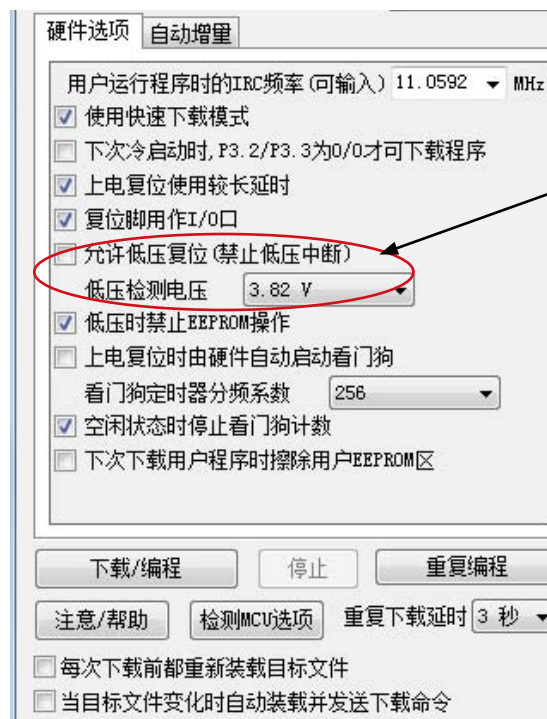 硬件选项 自动增量
用户运行程序时的IRC频率(可输入) 11.0592 MHz
使用快速下载模式
下次冷启动时,P3.2/P3.3为0/0才可下载程序
上电复位使用较长延时
复位脚用作I/O口
允许低压复位(禁止低压中断)
低压检测电压 3.82 V
低压时禁止EEPROM操作
上电复位时由硬件自动启动看门狗
看门狗定时器分频系数 256
空闲状态时停止看门狗计数
下次下载用户程序时擦除用户EEPROM区
下载/编程 停止 重复编程
注意/帮助 检测MCU选项 重复下载延时 3 秒
每次下载前都重新装载目标文件
当目标文件变化时自动装载并发送下载命令